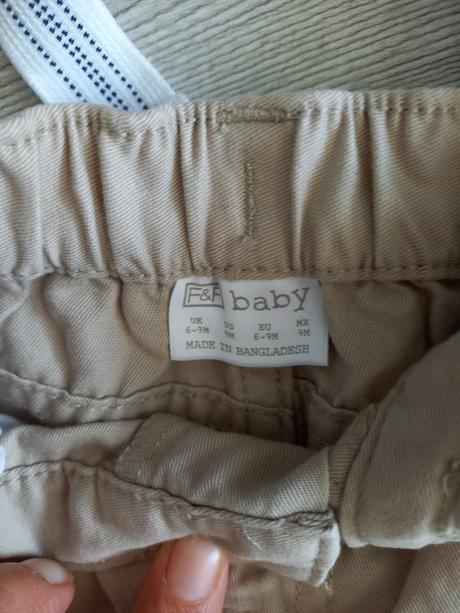 F&F baby
UK US EU MX
6-9M 9M 6-9M 9M
MADE IN BANGLADESH